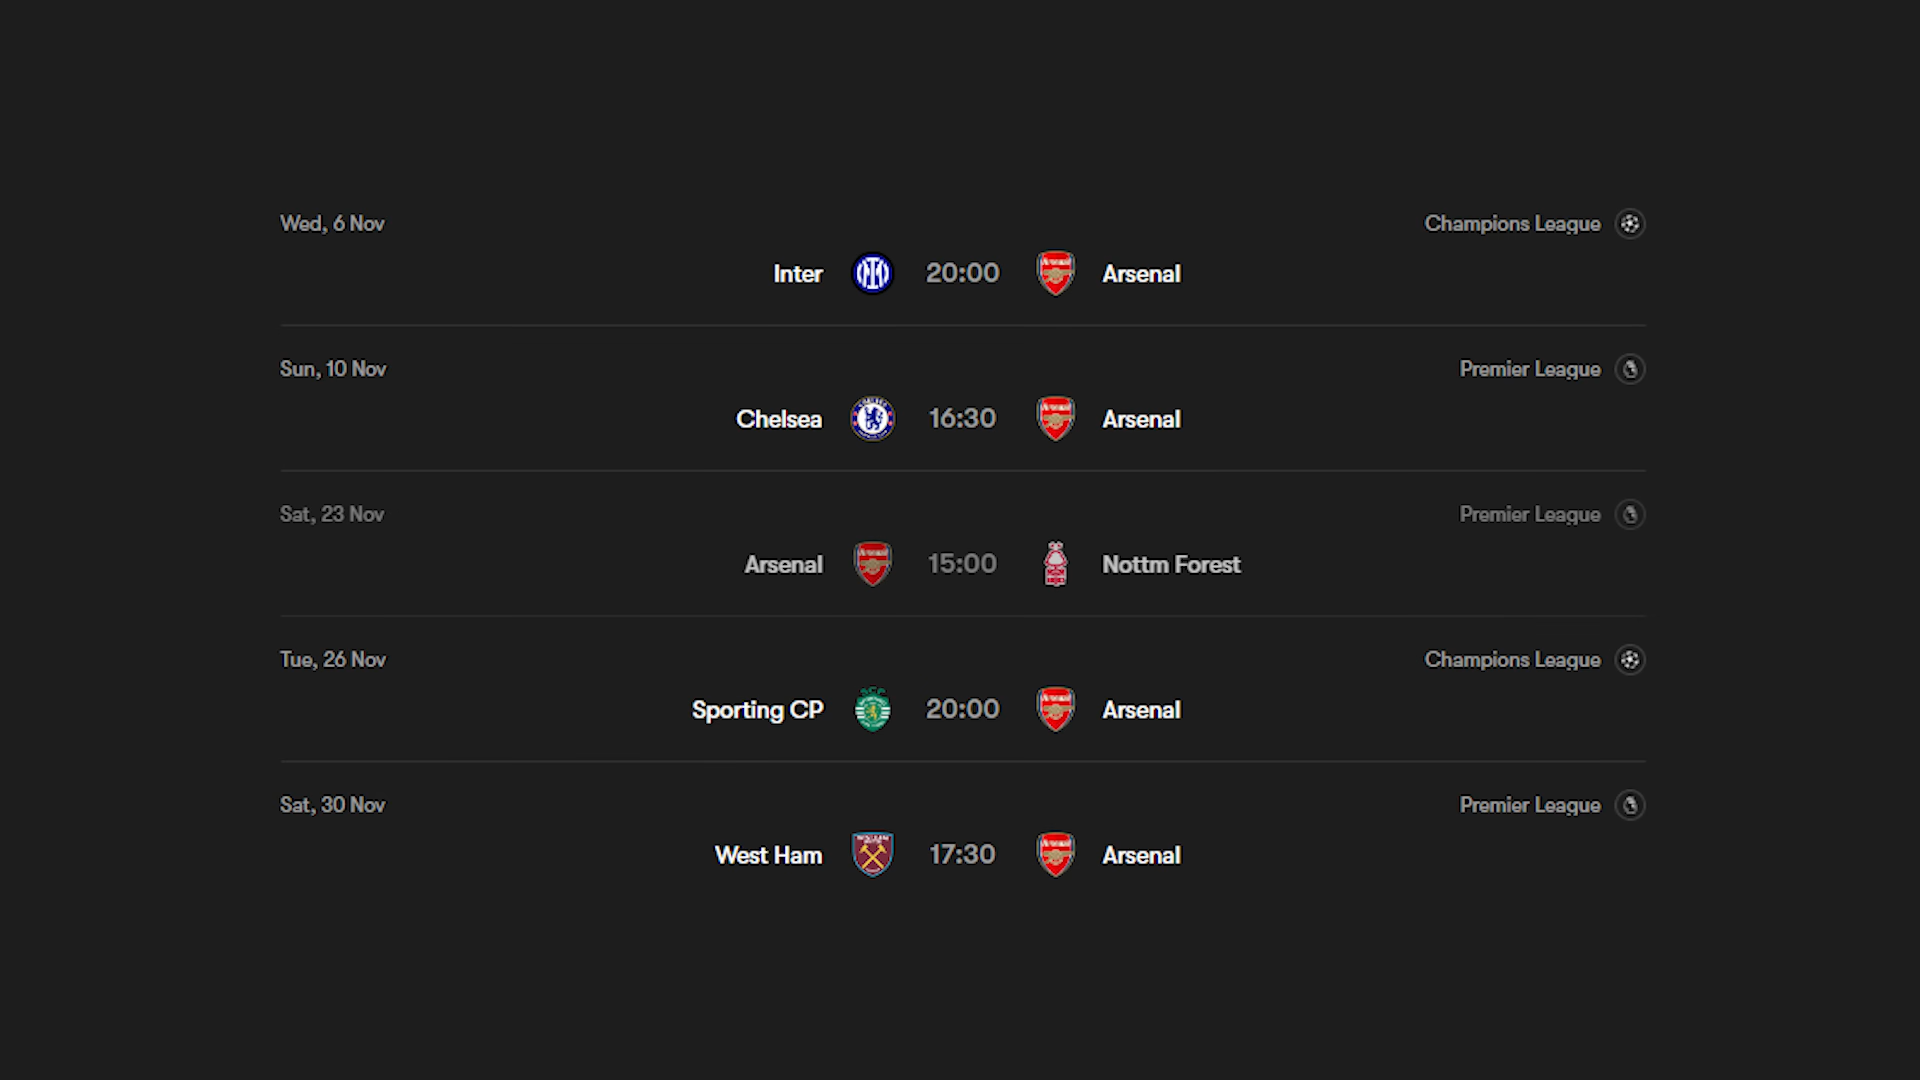 Wed, 6 Nov
Champions League
Inter 20:00 Arsenal
Sun, 10 Nov
Premier League
Chelsea 16:30 Arsenal
Sat, 23 Nov
Premier League
Arsenal 15:00 Nottm Forest
Tue, 26 Nov
Champions League
Sporting CP 20:00 Arsenal
Sat, 30 Nov
Premier League
West Ham 17:30 Arsenal